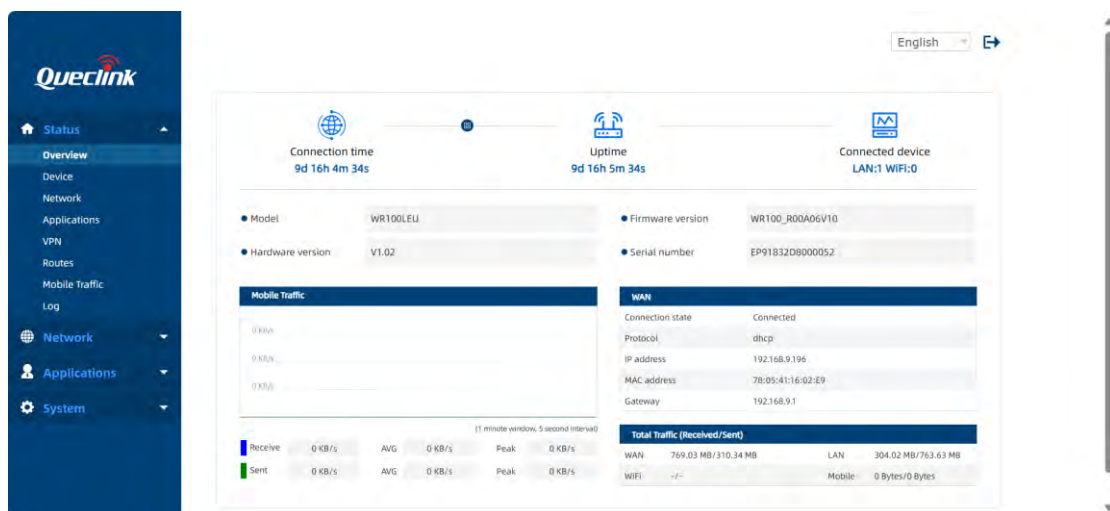 English
Queclink
Status
Overview
Device
Network
Applications
VPN
Routes
Mobile Traffic
Log
Network
Applications
System
Connection time
9d 16h 4m 34s
Uptime
9d 16h 5m 34s
Connected device
LAN:1 WiFi:0
Model WR100LEU
Firmware version WR100_R00A06V10
Hardware version V1.02
Serial number EP91832D8000052
Mobile Traffic
0 KB/s
0 KB/s
0 KB/s
(1 minute window, 5 second interval)
Receive 0 KB/s AVG 0 KB/s Peak 0 KB/s
Sent 0 KB/s AVG 0 KB/s Peak 0 KB/s
WAN
Connection state Connected
Protocol dhcp
IP address 192.168.9.196
MAC address 78:05:41:16:02:E9
Gateway 192.168.9.1
Total Traffic (Received/Sent)
WAN 769.03 MB/310.34 MB LAN 304.02 MB/763.63 MB
WiFi -/- Mobile 0 Bytes/0 Bytes